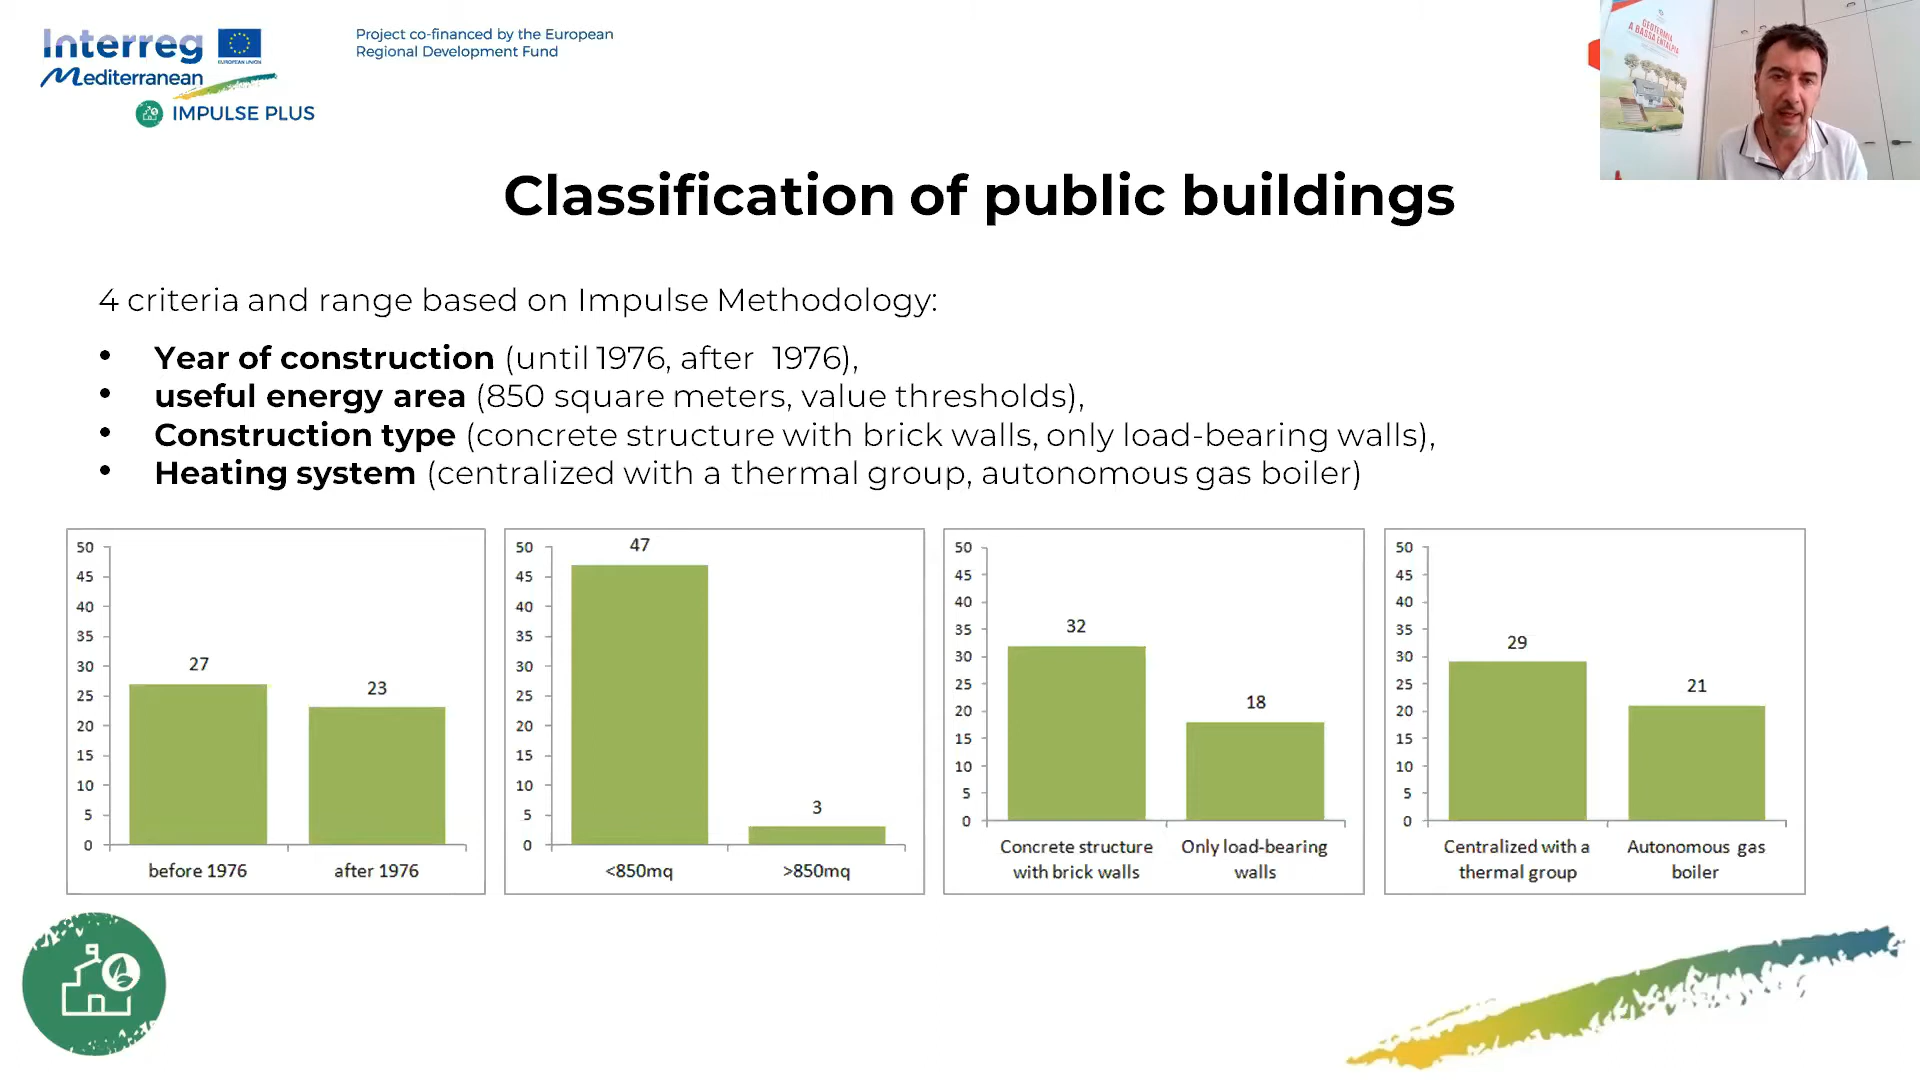 Interreg
EUROPEAN UNION
Mediterranean
IMPULSE PLUS
Project co-financed by the European
Regional Development Fund
GEOTERMIA
A BASSA ENTALPIA
Classification of public buildings
4 criteria and range based on Impulse Methodology:
• Year of construction (until 1976, after  1976),
• useful energy area (850 square meters, value thresholds),
• Construction type (concrete structure with brick walls, only load-bearing walls),
• Heating system (centralized with a thermal group, autonomous gas boiler)
50
45
40
35
30
25
20
15
10
5
0
27
23
before 1976
after 1976
50
45
40
35
30
25
20
15
10
5
0
47
3
<850mq
>850mq
50
45
40
35
30
25
20
15
10
5
0
32
18
Concrete structure
with brick walls
Only load-bearing
walls
50
45
40
35
30
25
20
15
10
5
0
29
21
Centralized with a
thermal group
Autonomous gas
boiler